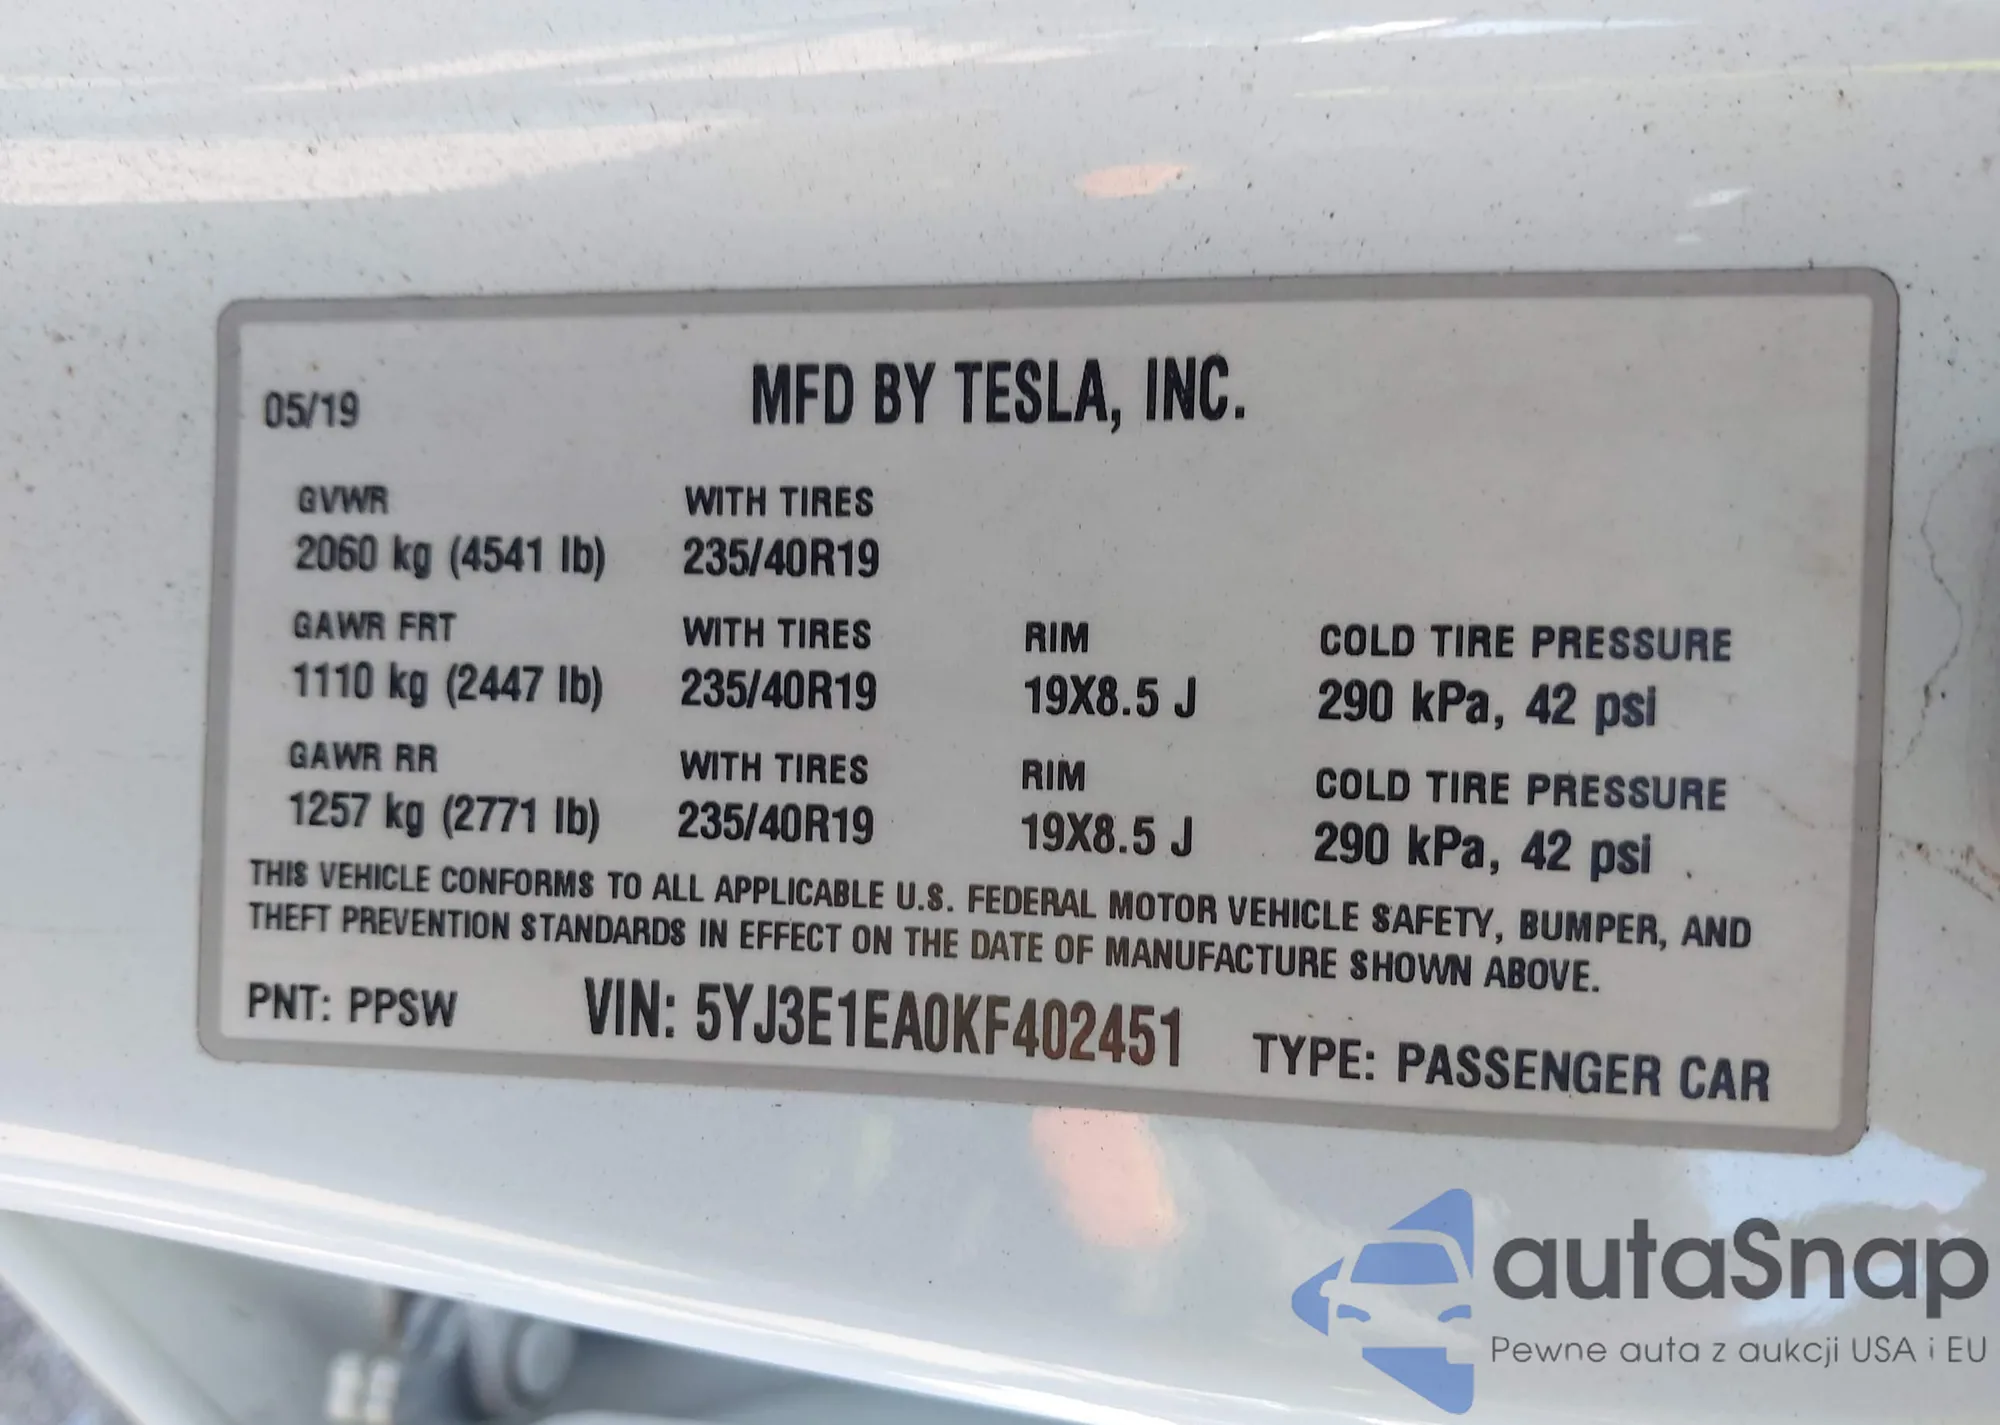 05/19
MFD BY TESLA, INC.
GVWR WITH TIRES
2060 kg (4541 lb) 235/40R19
GAWR FRT WITH TIRES RIM COLD TIRE PRESSURE
1110 kg (2447 lb) 235/40R19 19X8.5 J 290 kPa, 42 psi
GAWR RR WITH TIRES RIM COLD TIRE PRESSURE
1257 kg (2771 lb) 235/40R19 19X8.5 J 290 kPa, 42 psi
THIS VEHICLE CONFORMS TO ALL APPLICABLE U.S. FEDERAL MOTOR VEHICLE SAFETY, BUMPER, AND
THEFT PREVENTION STANDARDS IN EFFECT ON THE DATE OF MANUFACTURE SHOWN ABOVE.
PNT: PPSW VIN: 5YJ3E1EA0KF402451 TYPE: PASSENGER CAR
autaSnap
Pewne auta z aukcji USA i EU